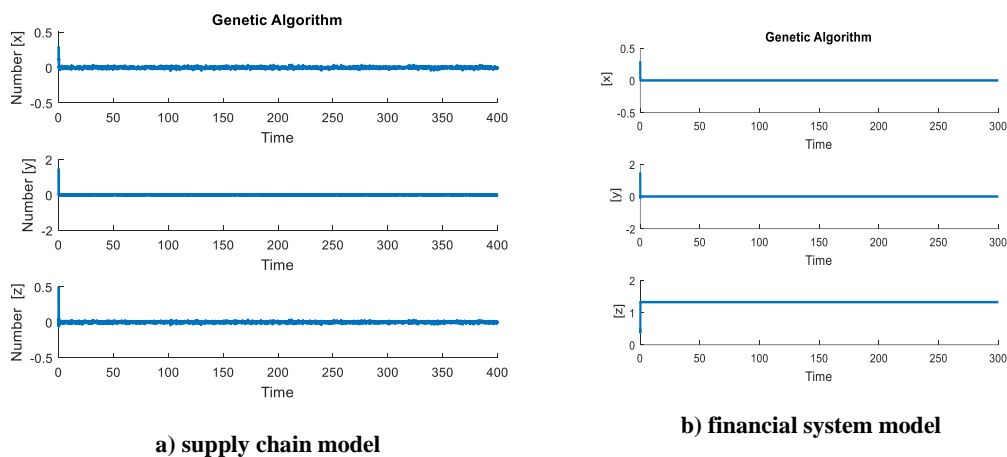 Genetic Algorithm
0.5
Number [x]
0
-0.5
0 50 100 150 200 250 300 350 400
Time
2
Number [y]
0
-2
0 50 100 150 200 250 300 350 400
Time
0.5
Number [z]
0
-0.5
0 50 100 150 200 250 300 350 400
Time
a) supply chain model
Genetic Algorithm
0.5
[x]
0
-0.5
0 50 100 150 200 250 300
Time
2
[y]
0
-2
0 50 100 150 200 250 300
Time
2
[z]
1
0
0 50 100 150 200 250 300
Time
b) financial system model